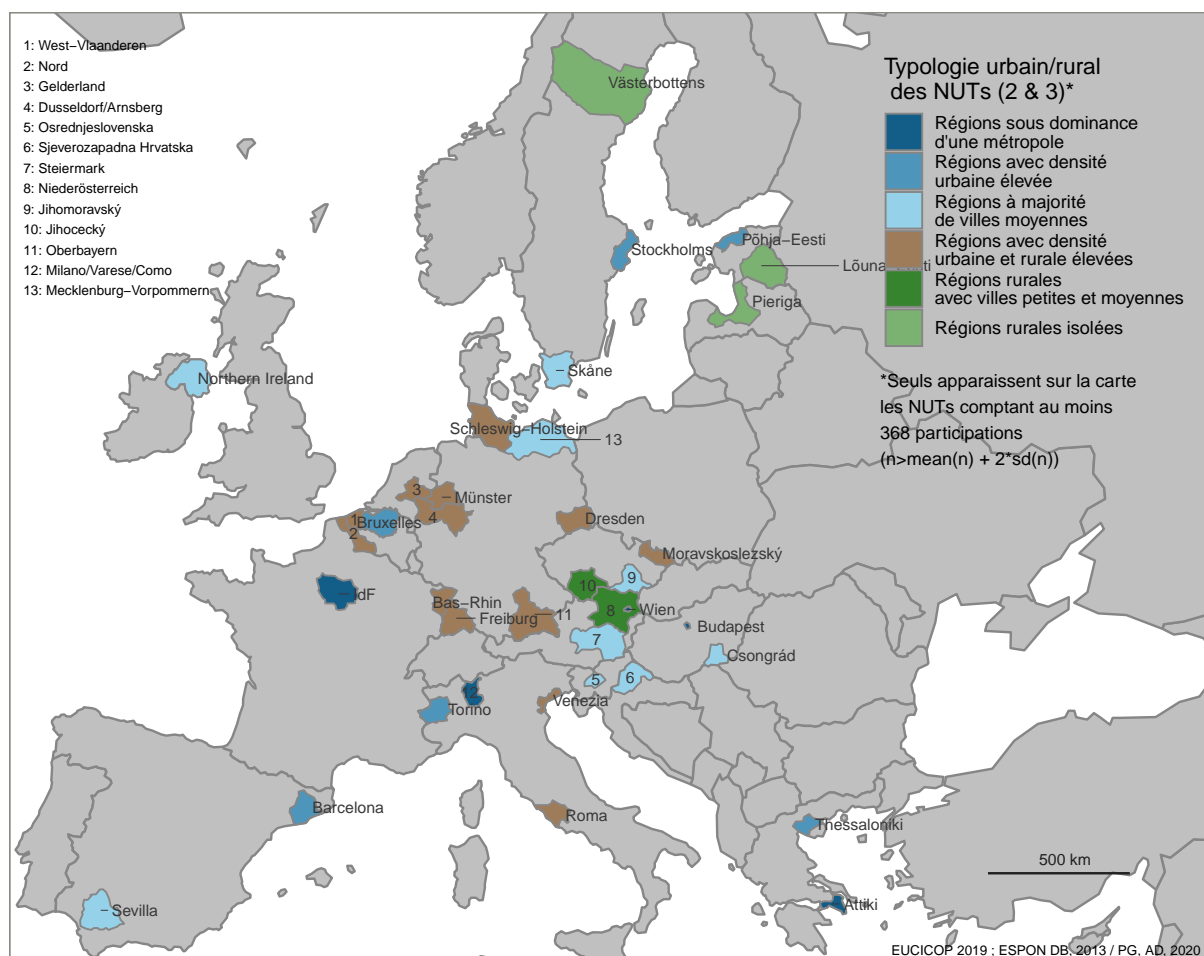 1: West−Vlaanderen
2: Nord
3: Gelderland
4: Dusseldorf/Arnsberg
5: Osrednjeslovenska
6: Sjeverozapadna Hrvatska
7: Steiermark
8: Niederösterreich
9: Jihomoravský
10: Jihocecký
11: Oberbayern
12: Milano/Varese/Como
13: Mecklenburg−Vorpommern
Typologie urbain/rural
des NUTs (2 & 3)*
Régions sous dominance
d'une métropole
Régions avec densité
urbaine élevée
Régions à majorité
de villes moyennes
Régions avec densité
urbaine et rurale élevées
Régions rurales
avec villes petites et moyennes
Régions rurales isolées
*Seuls apparaissent sur la carte
les NUTs comptant au moins
368 participations
(n>mean(n) + 2*sd(n))
Västerbottens
Stockholms
Põhja−Eesti
Pieriga
Skåne
Northern Ireland
Schleswig−Holstein
13
3
Münster
4
1
Bruxelles
2
Dresden
Moravskoslezský
IdF
10
9
8
Wien
Bas−Rhin
Freiburg
11
7
Budapest
Csongrád
5
6
12
Torino
Venezia
Barcelona
Roma
Thessaloniki
Sevilla
Attiki
500 km
EUCICOP 2019 ; ESPON DB, 2013 / PG, AD, 2020